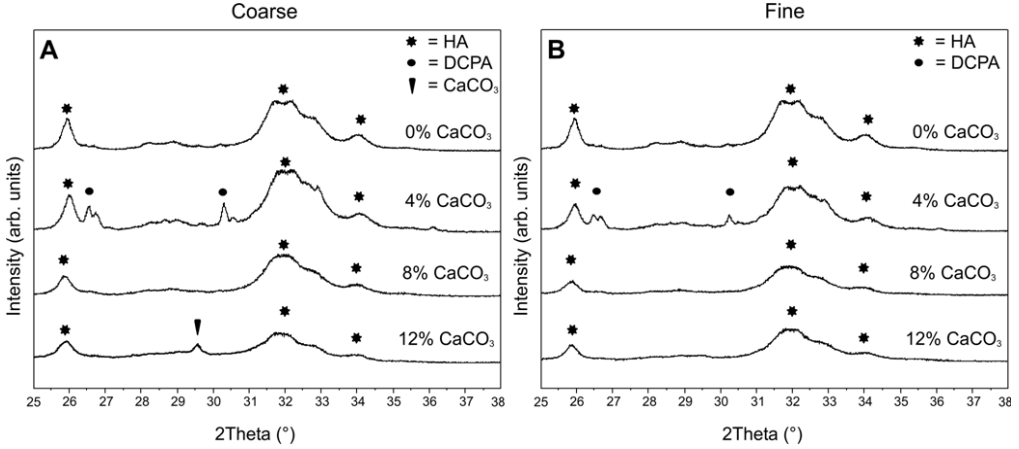 Coarse
A
= HA
= DCPA
= CaCO₃
0% CaCO₃
4% CaCO₃
8% CaCO₃
12% CaCO₃
Intensity (arb. units)
25 26 27 28 29 30 31 32 33 34 35 36 37 38
2Theta (°)
Fine
B
= HA
= DCPA
0% CaCO₃
4% CaCO₃
8% CaCO₃
12% CaCO₃
Intensity (arb. units)
25 26 27 28 29 30 31 32 33 34 35 36 37 38
2Theta (°)